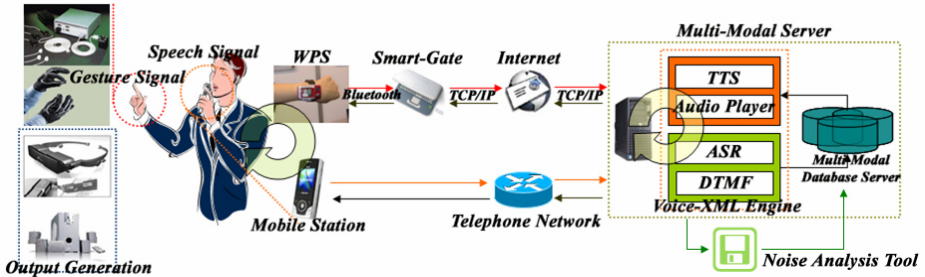 Multi-Modal Server
Speech Signal
WPS
Smart-Gate
Internet
Gesture Signal
TTS
Bluetooth
TCP/IP
TCP/IP
Audio Player
ASR
Multi-Modal
Database Server
DTMF
Voice-XML Engine
Mobile Station
Telephone Network
Output Generation
Noise Analysis Tool